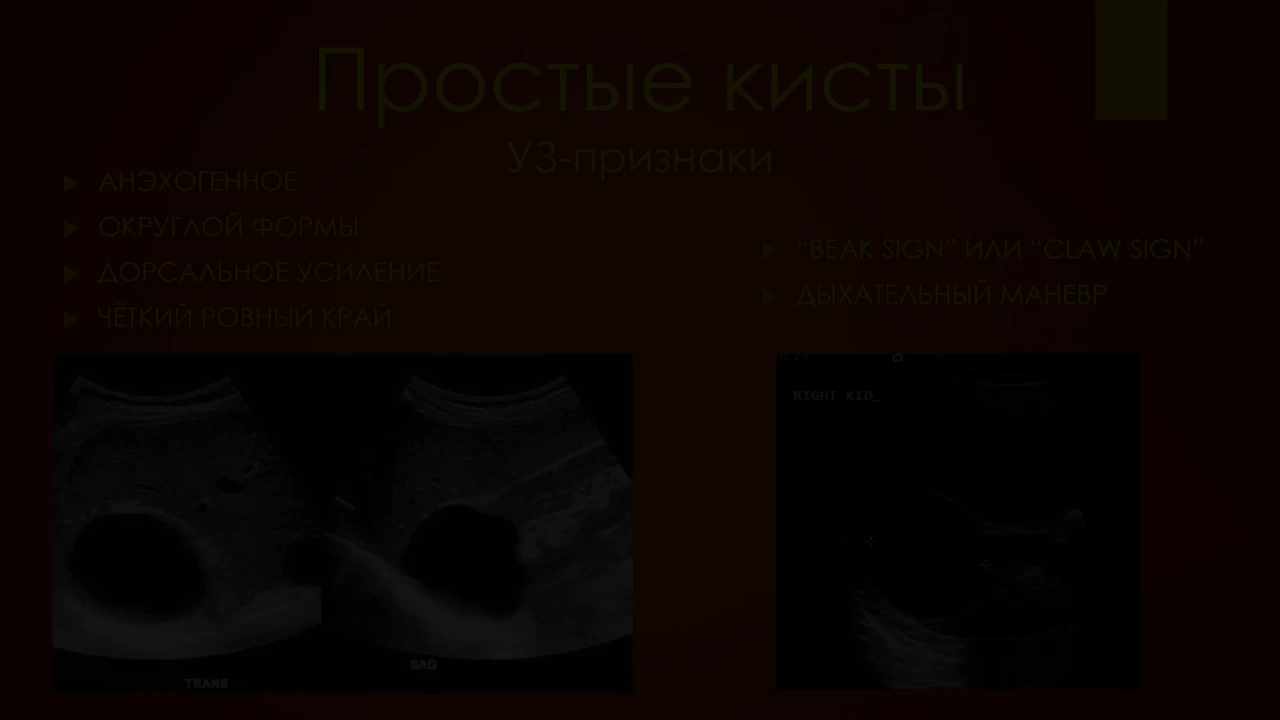 Простые кисты
УЗ-признаки
АНЭХОГЕННОЕ
ОКРУГЛОЙ ФОРМЫ
ДОРСАЛЬНОЕ УСИЛЕНИЕ
ЧЁТКИЙ РОВНЫЙ КРАЙ
“BEAK SIGN” ИЛИ “CLAW SIGN”
ДЫХАТЕЛЬНЫЙ МАНЕВР
TRANS
SAG
RIGHT KID_